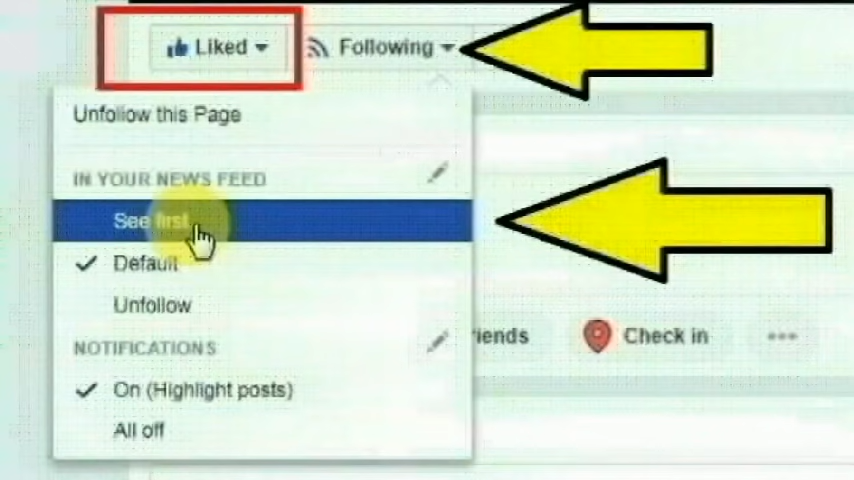 Liked Following
Unfollow this Page
IN YOUR NEWS FEED
See first
Default
Unfollow
NOTIFICATIONS
Check in
On (Highlight posts)
All off